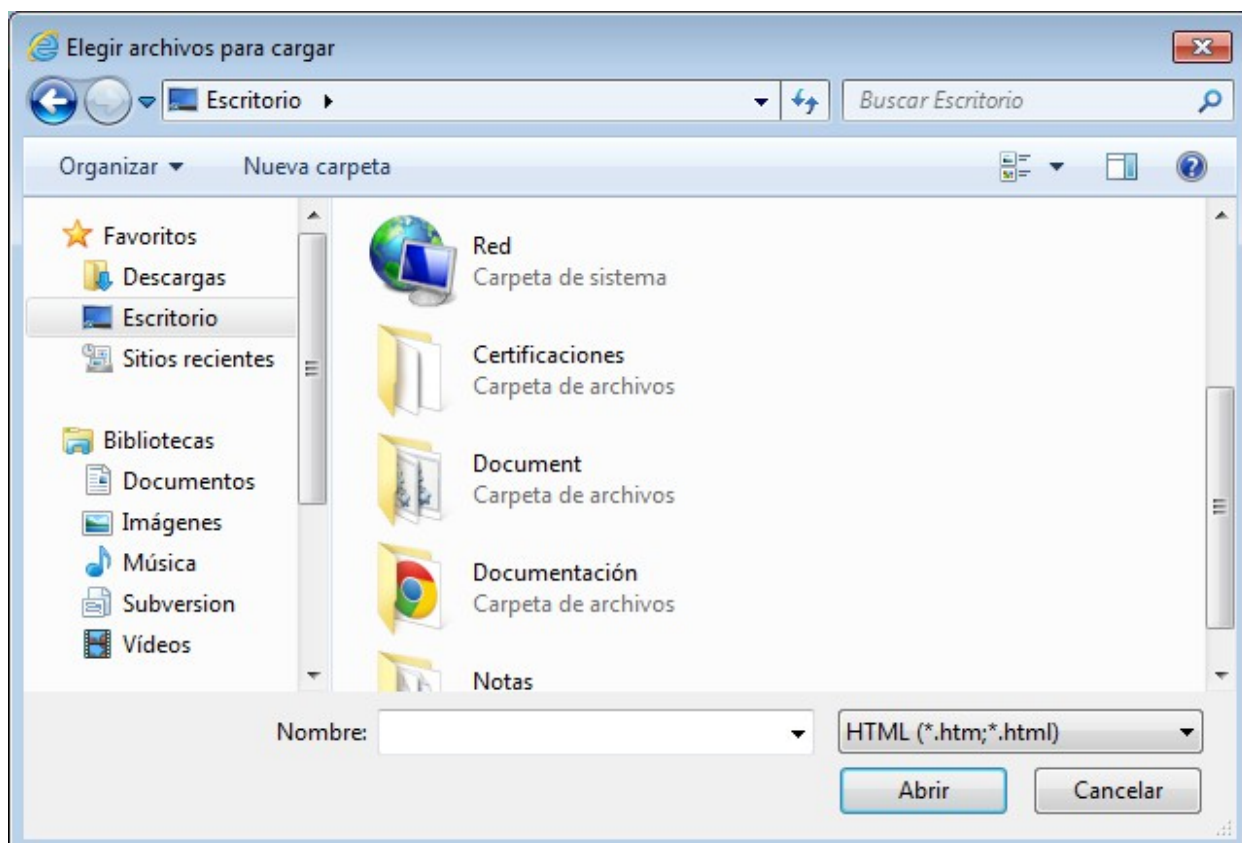 Elegir archivos para cargar
Escritorio
Buscar Escritorio
Organizar
Nueva carpeta
Favoritos
Descargas
Escritorio
Sitios recientes
Bibliotecas
Documentos
Imágenes
Música
Subversion
Vídeos
Red
Carpeta de sistema
Certificaciones
Carpeta de archivos
Document
Carpeta de archivos
Documentación
Carpeta de archivos
Notas
Nombre:
HTML (*.htm;*.html)
Abrir
Cancelar